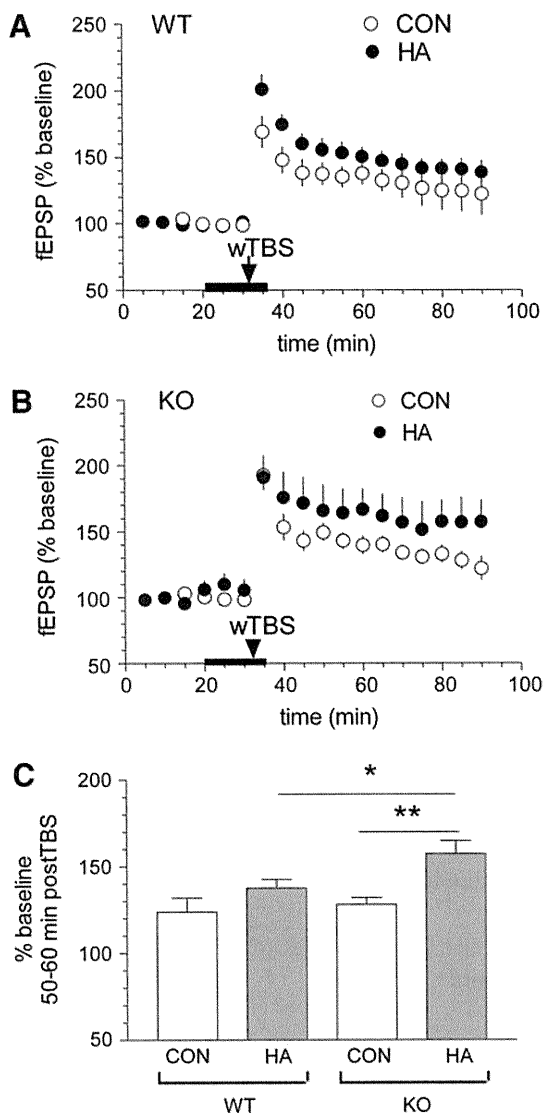 A
WT
CON
HA
250
200
150
100
50
fEPSP (% baseline)
wTBS
0 20 40 60 80 100
time (min)
B
KO
CON
HA
250
200
150
100
50
fEPSP (% baseline)
wTBS
0 20 40 60 80 100
time (min)
C
200
150
100
50
% baseline
50-60 min postTBS
*
**
CON HA CON HA
WT KO